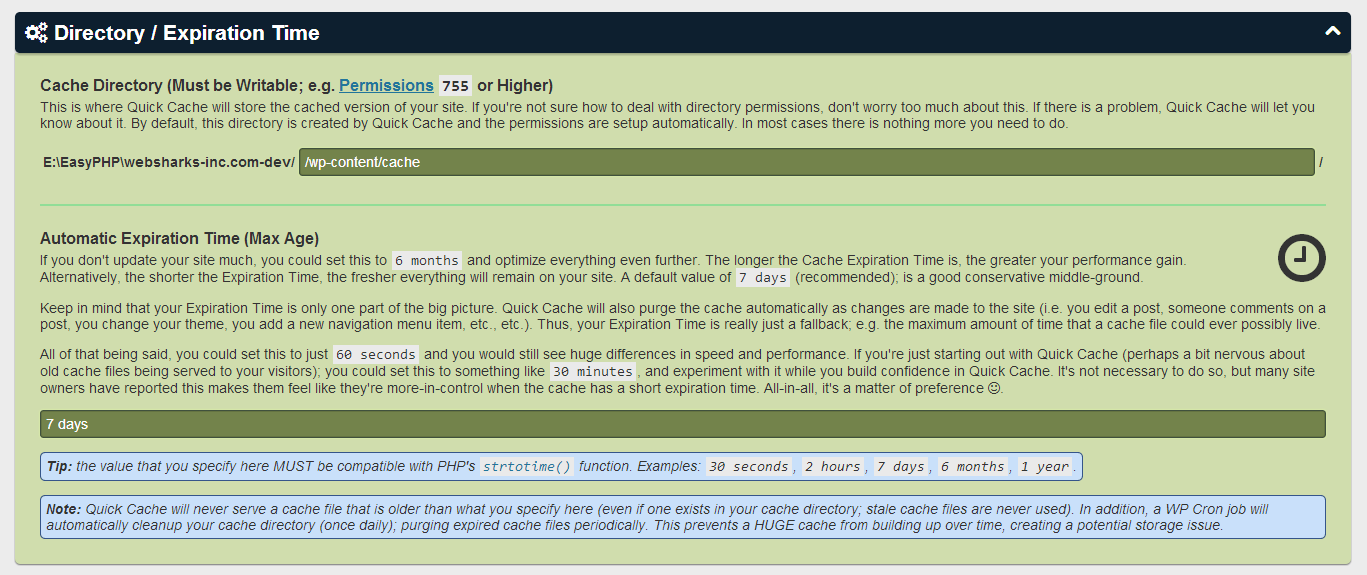 Directory / Expiration Time
Cache Directory (Must be Writable; e.g. Permissions 755 or Higher)
This is where Quick Cache will store the cached version of your site. If you're not sure how to deal with directory permissions, don't worry too much about this. If there is a problem, Quick Cache will let you
know about it. By default, this directory is created by Quick Cache and the permissions are setup automatically. In most cases there is nothing more you need to do.
E:\EasyPHP\websharks-inc.com-dev/ /wp-content/cache /
Automatic Expiration Time (Max Age)
If you don't update your site much, you could set this to 6 months and optimize everything even further. The longer the Cache Expiration Time is, the greater your performance gain.
Alternatively, the shorter the Expiration Time, the fresher everything will remain on your site. A default value of 7 days (recommended); is a good conservative middle-ground.
Keep in mind that your Expiration Time is only one part of the big picture. Quick Cache will also purge the cache automatically as changes are made to the site (i.e. you edit a post, someone comments on a
post, you change your theme, you add a new navigation menu item, etc., etc.). Thus, your Expiration Time is really just a fallback; e.g. the maximum amount of time that a cache file could ever possibly live.
All of that being said, you could set this to just 60 seconds and you would still see huge differences in speed and performance. If you're just starting out with Quick Cache (perhaps a bit nervous about
old cache files being served to your visitors); you could set this to something like 30 minutes, and experiment with it while you build confidence in Quick Cache. It's not necessary to do so, but many site
owners have reported this makes them feel like they're more-in-control when the cache has a short expiration time. All-in-all, it's a matter of preference ☺.
7 days
Tip: the value that you specify here MUST be compatible with PHP's strtotime() function. Examples: 30 seconds, 2 hours, 7 days, 6 months, 1 year.
Note: Quick Cache will never serve a cache file that is older than what you specify here (even if one exists in your cache directory; stale cache files are never used). In addition, a WP Cron job will
automatically cleanup your cache directory (once daily); purging expired cache files periodically. This prevents a HUGE cache from building up over time, creating a potential storage issue.